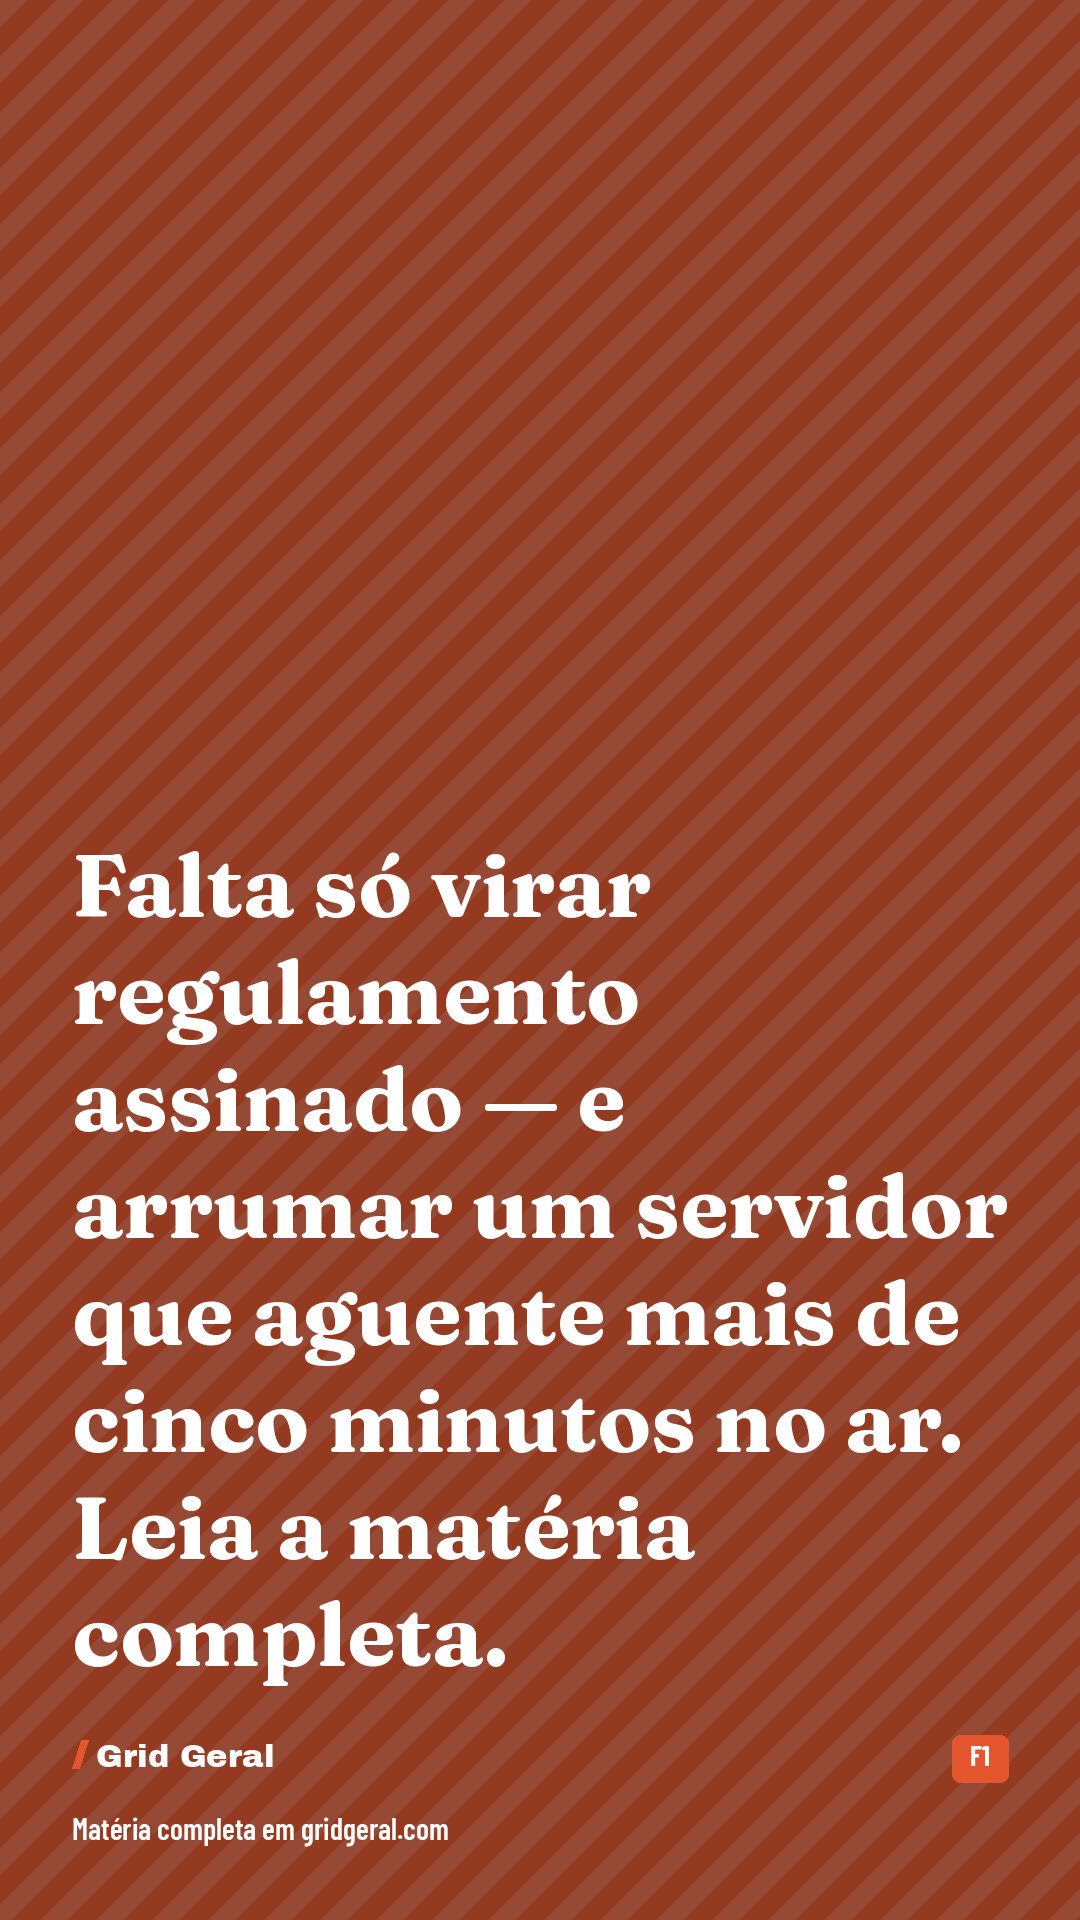 Falta só virar
regulamento
assinado — e
arrumar um servidor
que aguente mais de
cinco minutos no ar.
Leia a matéria
completa.
/ Grid Geral
F1
Matéria completa em gridgeral.com